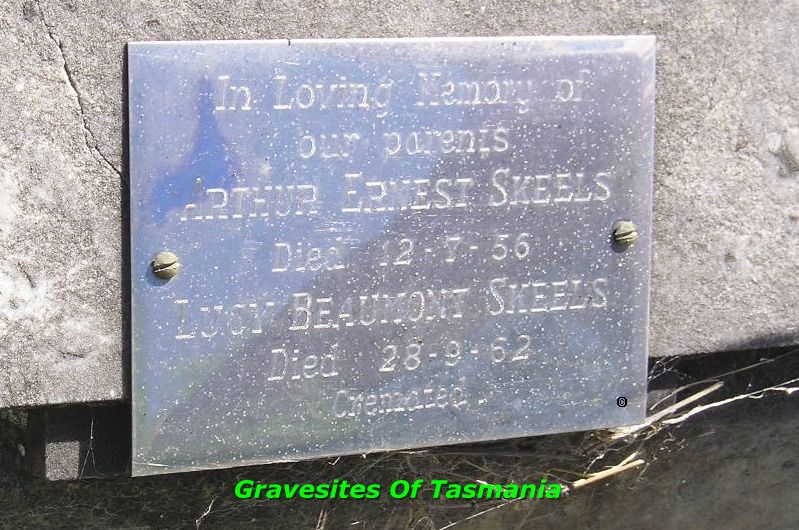 In Loving Memory of
our parents
ARTHUR ERNEST SKEELS
Died 12-7-56
LUCY BEAUMONT SKEELS
Died 28-9-62
Cremated
©
Gravesites Of Tasmania